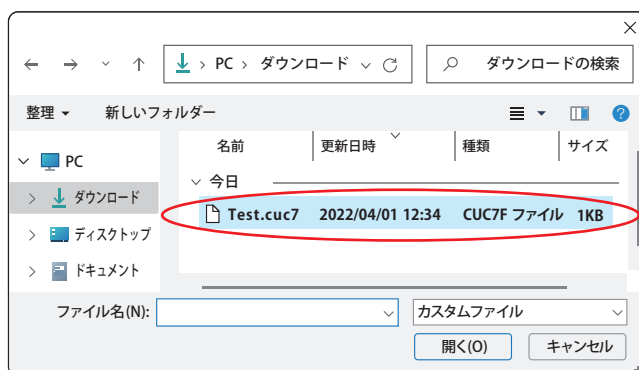 PC › ダウンロード
ダウンロードの検索
整理
新しいフォルダー
名前 更新日時 種類 サイズ
PC
今日
ダウンロード
Test.cuc7 2022/04/01 12:34 CUC7F ファイル 1KB
ディスクトップ
ドキュメント
ファイル名(N):
カスタムファイル
開く(O)
キャンセル